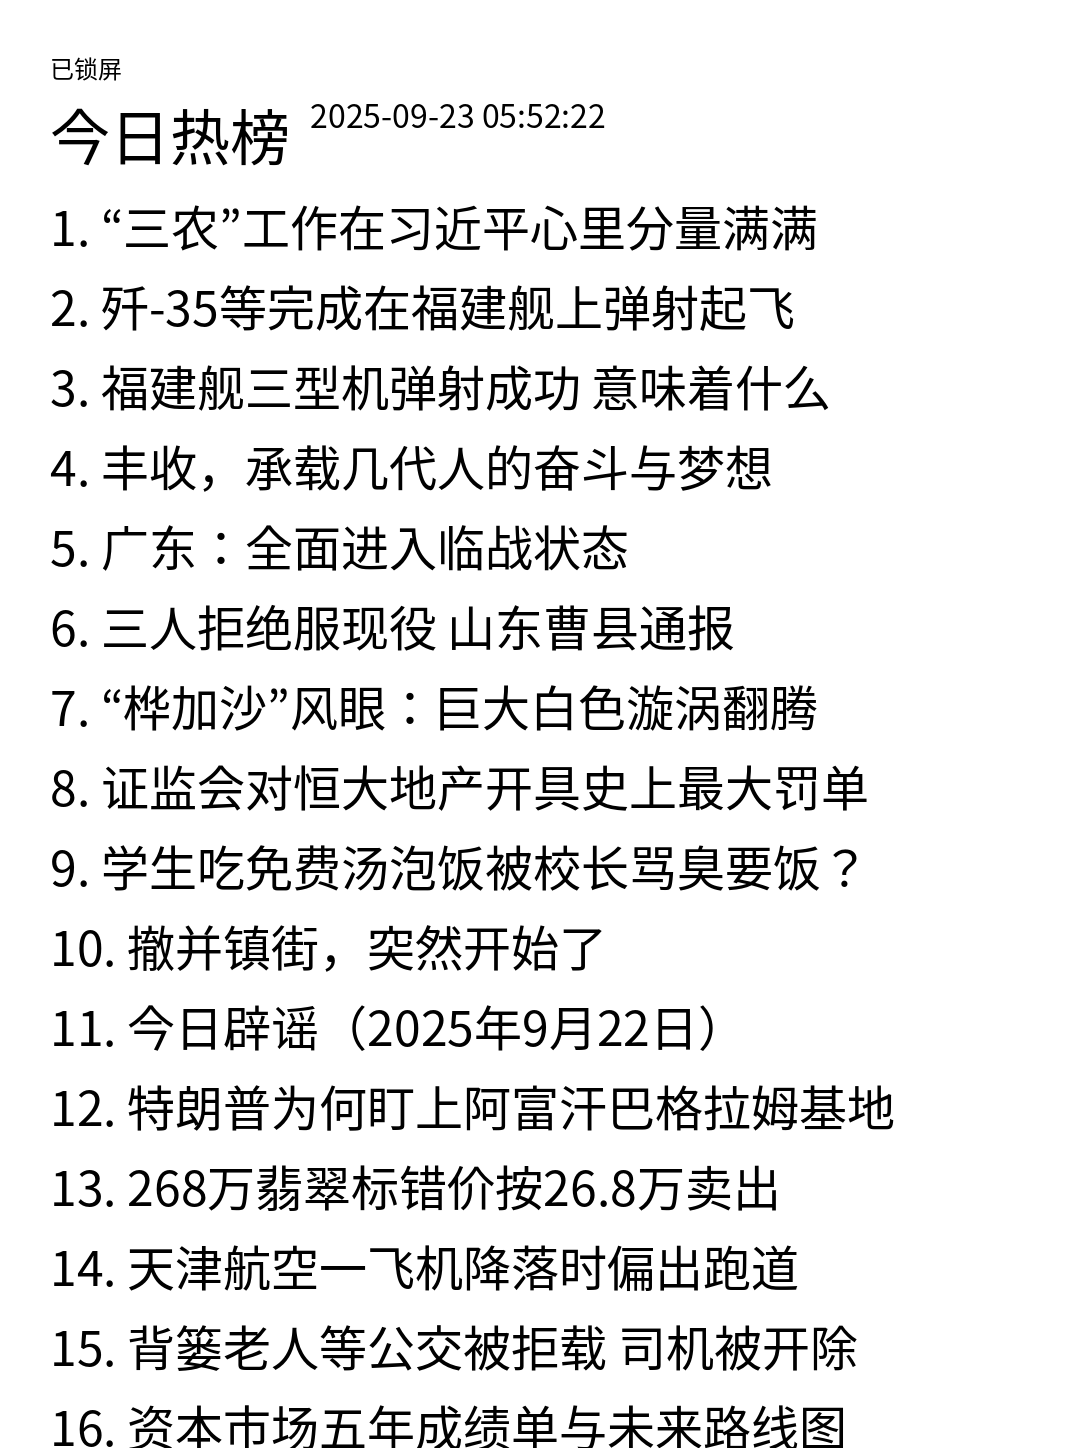 已锁屏
今日热榜 2025-09-23 05:52:22
1. “三农”工作在习近平心里分量满满
2. 歼-35等完成在福建舰上弹射起飞
3. 福建舰三型机弹射成功 意味着什么
4. 丰收，承载几代人的奋斗与梦想
5. 广东：全面进入临战状态
6. 三人拒绝服现役 山东曹县通报
7. “桦加沙”风眼：巨大白色漩涡翻腾
8. 证监会对恒大地产开具史上最大罚单
9. 学生吃免费汤泡饭被校长骂臭要饭？
10. 撤并镇街，突然开始了
11. 今日辟谣（2025年9月22日）
12. 特朗普为何盯上阿富汗巴格拉姆基地
13. 268万翡翠标错价按26.8万卖出
14. 天津航空一飞机降落时偏出跑道
15. 背篓老人等公交被拒载 司机被开除
16. 资本市场五年成绩单与未来路线图